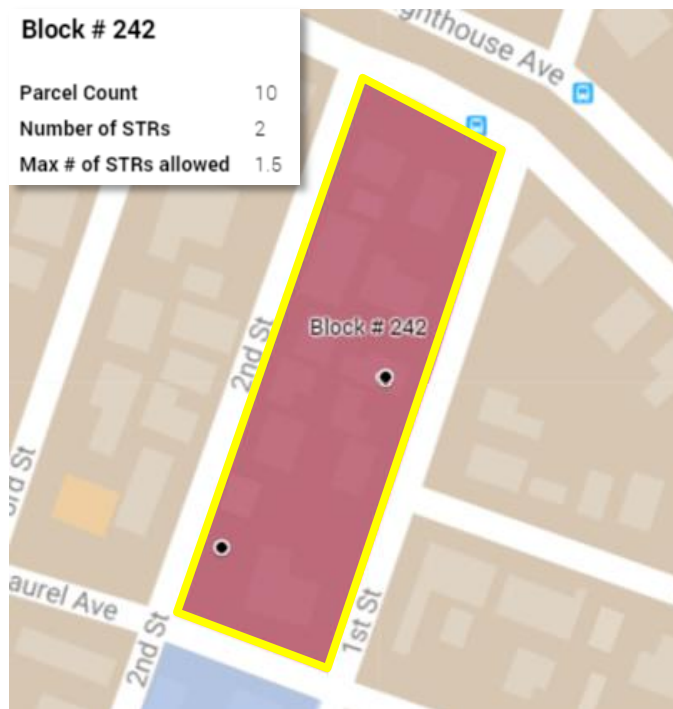 Block # 242
Parcel Count 10
Number of STRs 2
Max # of STRs allowed 1.5
ghthouse Ave
Block # 242
2nd St
3rd St
aurel Ave
2nd St
1st St